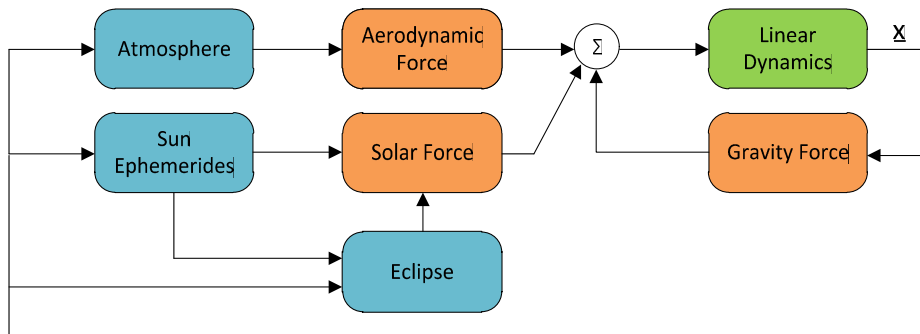 Atmosphere
Aerodynamic
Force
Σ
Linear
Dynamics
X
Sun
Ephemerides
Solar Force
Gravity Force
Eclipse